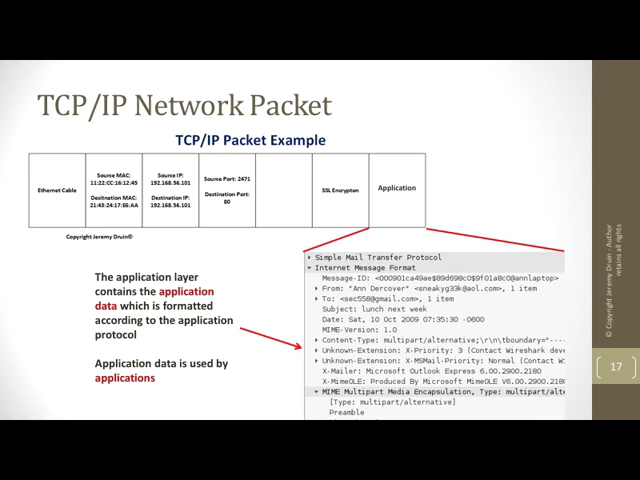 TCP/IP Network Packet
TCP/IP Packet Example
Ethernet Cable
Source MAC:
11:22:CC:16:12:45
Desitnation MAC:
21:43:24:17:E6:AA
Source IP:
192.168.56.101
Destination IP:
192.168.56.101
Source Port: 2471
Destination Port:
80
SSL Encrypton
Application
Copyright Jeremy Druin©
The application layer
contains the application
data which is formatted
according to the application
protocol
Application data is used by
applications
Simple Mail Transfer Protocol
Internet Message Format
Message-ID: <000901ca49ae$89d698c0$9f01a8c0@annlaptop>
From: "Ann Dercover" <sneakyg33k@aol.com>, 1 item
To: <sec558@gmail.com>, 1 item
Subject: lunch next week
Date: Sat, 10 Oct 2009 07:35:30 -0600
MIME-Version: 1.0
Content-Type: multipart/alternative;\r\n\tboundary="----
Unknown-Extension: X-Priority: 3 (Contact Wireshark deve
Unknown-Extension: X-MSMail-Priority: Normal (Contact Wi
X-Mailer: Microsoft Outlook Express 6.00.2900.2180
X-MimeOLE: Produced By Microsoft MimeOLE V6.00.2900.2180
MIME Multipart Media Encapsulation, Type: multipart/alte
[Type: multipart/alternative]
Preamble
© Copyright Jeremy Druin - Author
retains all rights
17